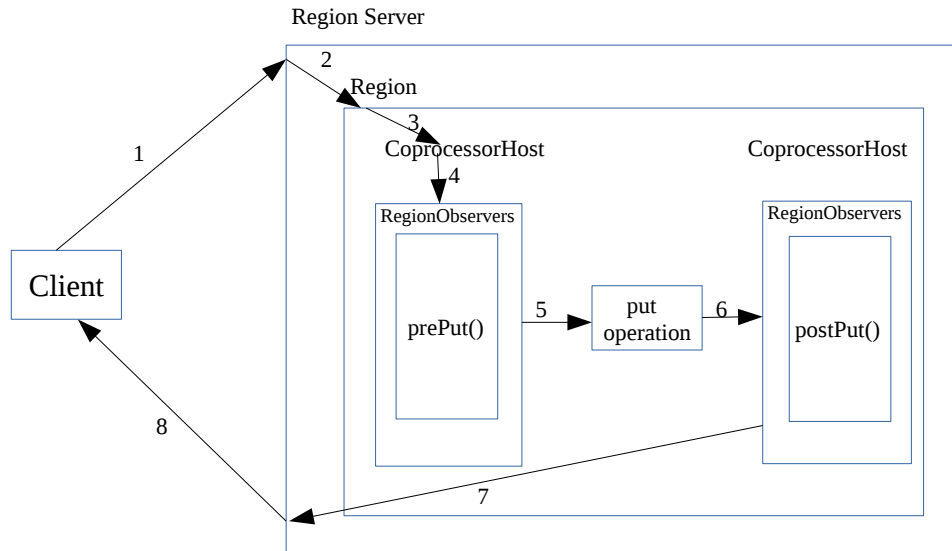 Region Server
2
Region
1
3
CoprocessorHost
CoprocessorHost
4
RegionObservers
RegionObservers
Client
5
put
operation
6
prePut()
postPut()
8
7